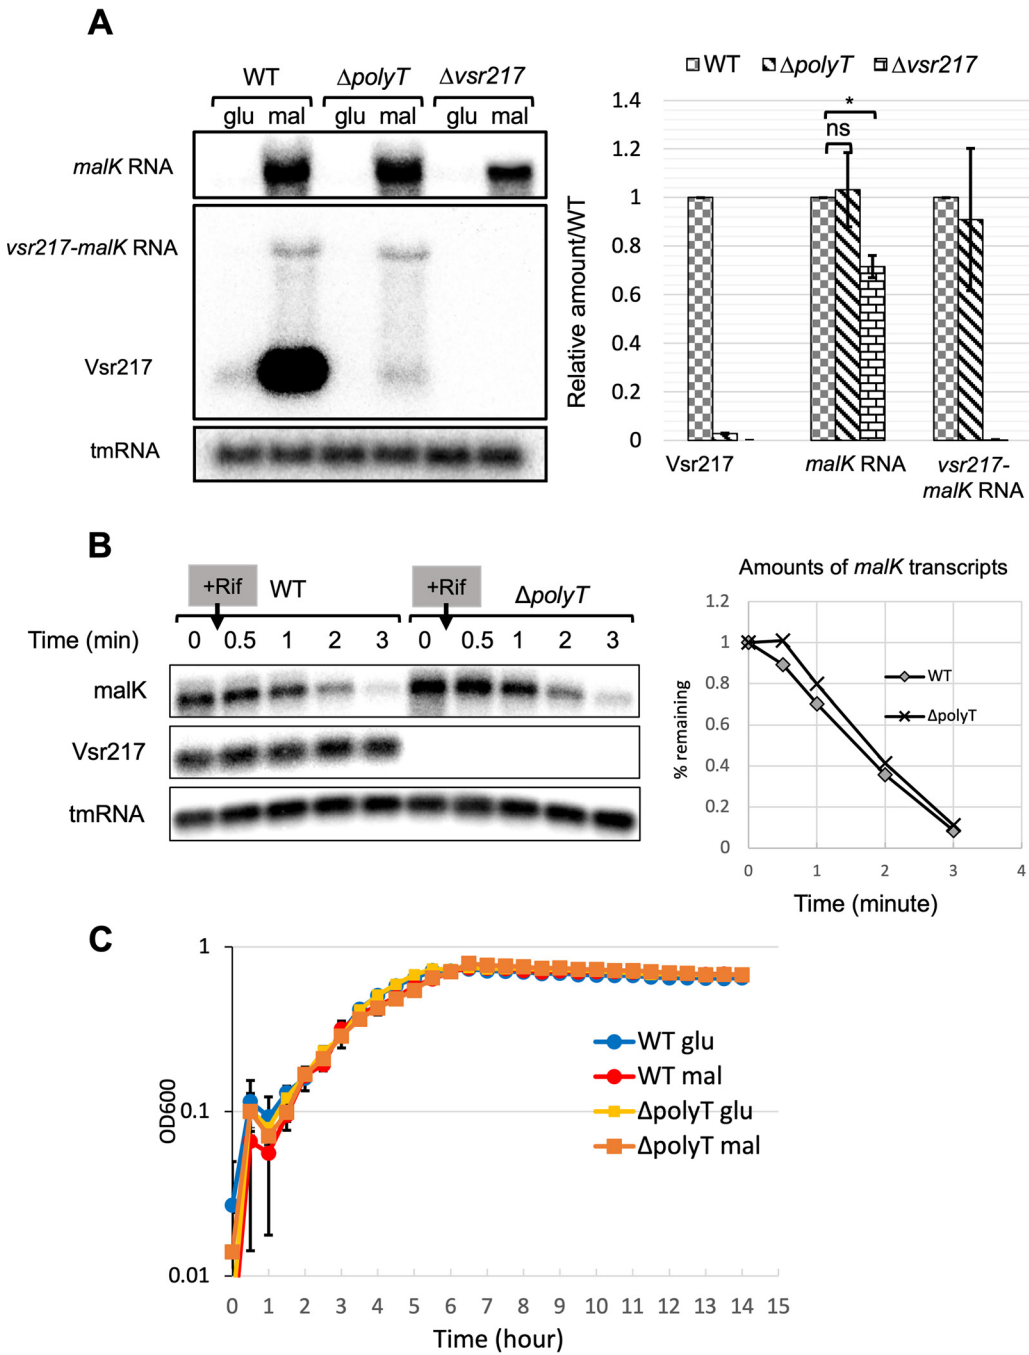 A
WT ΔpolyT Δvsr217
glu mal glu mal glu mal
malK RNA
vsr217-malK RNA
Vsr217
tmRNA
WT ΔpolyT Δvsr217
Relative amount/WT
1.4
1.2
1
0.8
0.6
0.4
0.2
0
*
ns
Vsr217 malK RNA vsr217-
malK RNA
B
+Rif WT +Rif ΔpolyT
Time (min) 0 0.5 1 2 3 0 0.5 1 2 3
malK
Vsr217
tmRNA
Amounts of malK transcripts
% remaining
1.2
1
0.8
0.6
0.4
0.2
0
WT
ΔpolyT
0 1 2 3 4
Time (minute)
C
OD600
1
0.1
0.01
WT glu
WT mal
ΔpolyT glu
ΔpolyT mal
0 1 2 3 4 5 6 7 8 9 10 11 12 13 14 15
Time (hour)